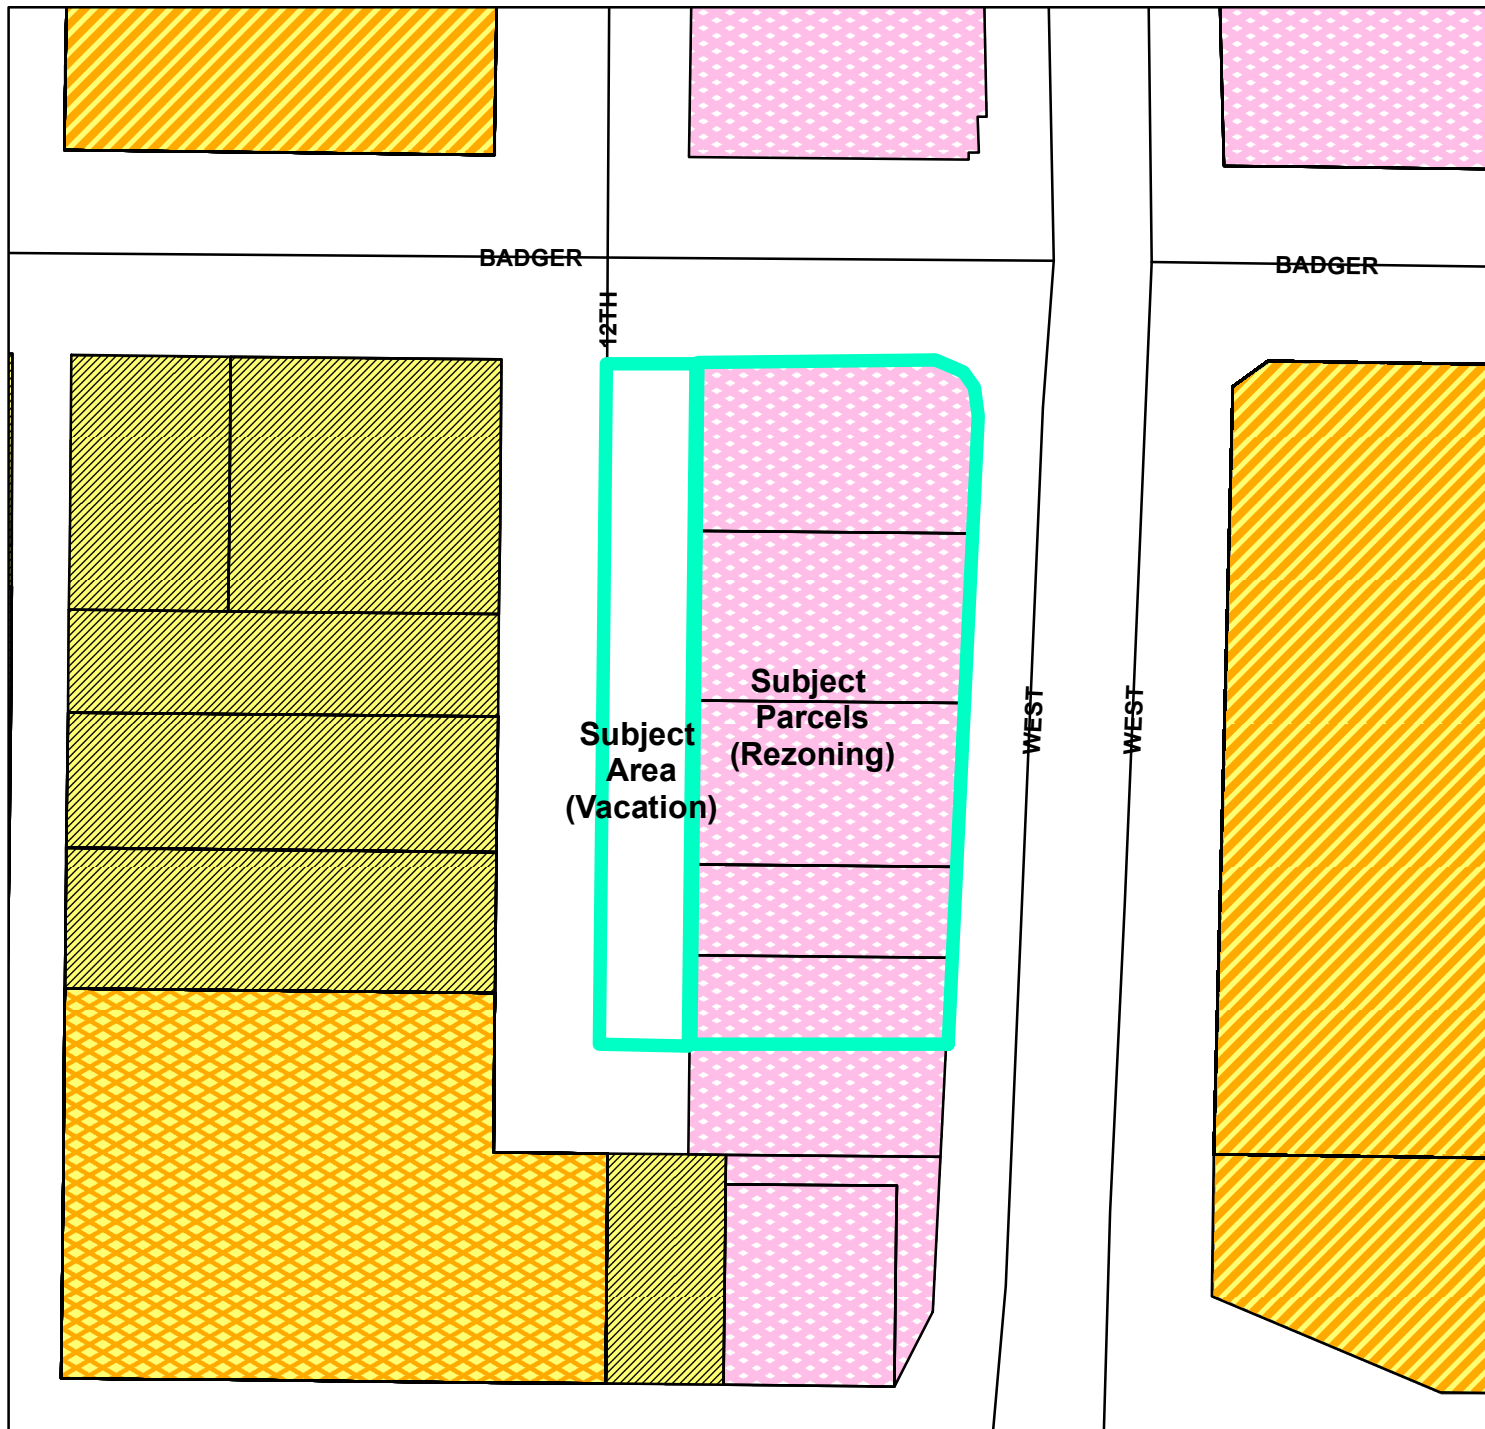 BADGER
BADGER
12TH
Subject
Parcels
(Rezoning)
Subject
Area
(Vacation)
WEST
WEST